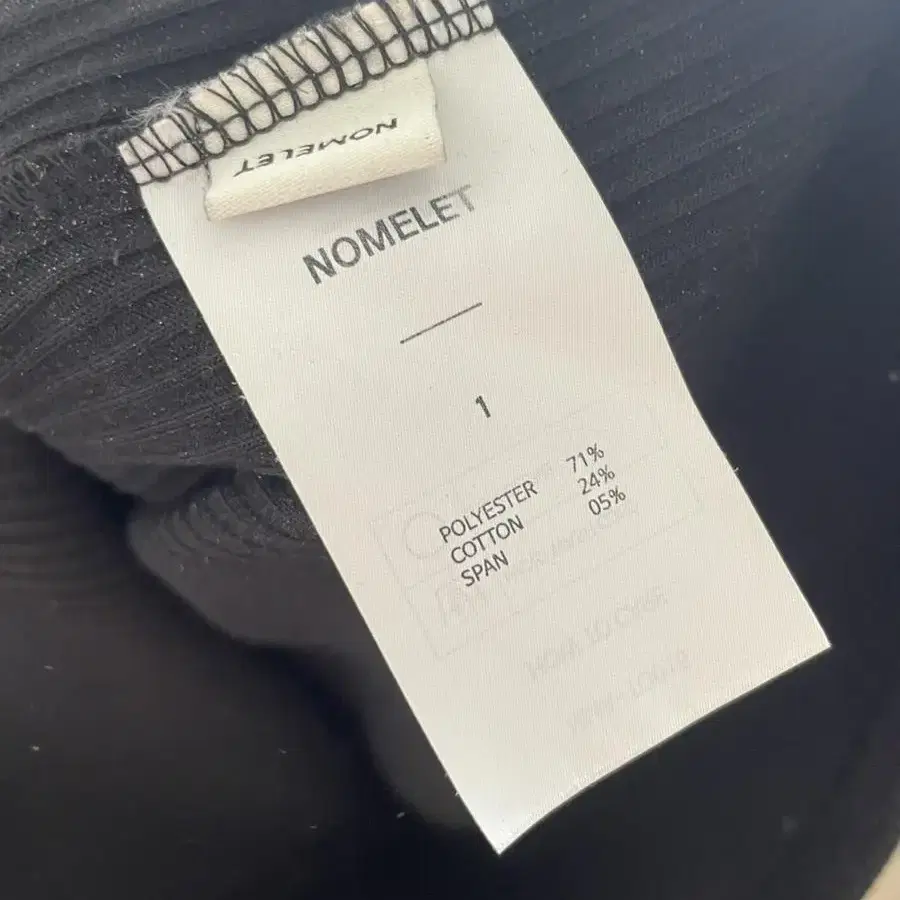 NOMELET
NOMELET
1
POLYESTER 71%
COTTON 24%
SPAN 05%